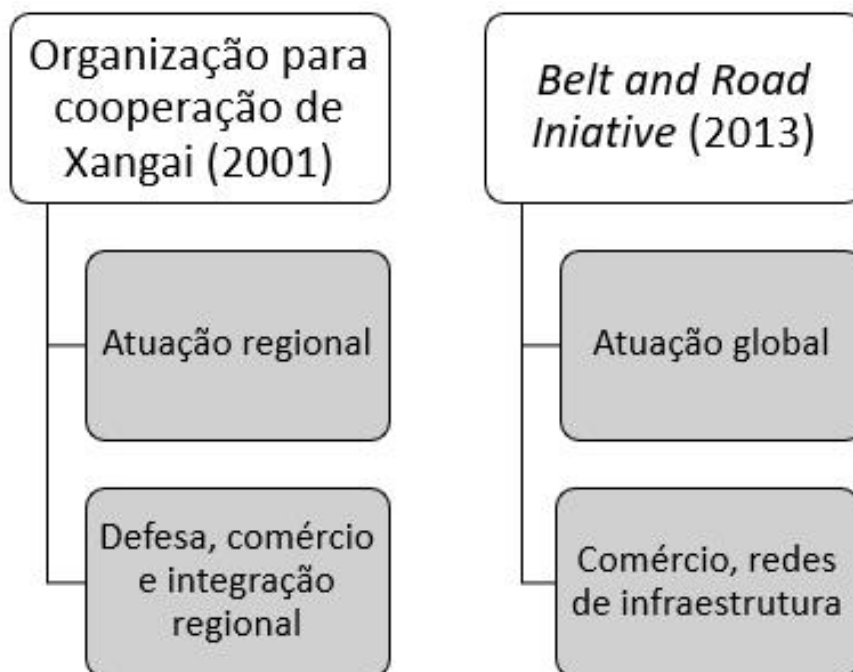 Organização para
cooperação de
Xangai (2001)
Atuação regional
Defesa, comércio
e integração
regional
Belt and Road
Iniative (2013)
Atuação global
Comércio, redes
de infraestrutura